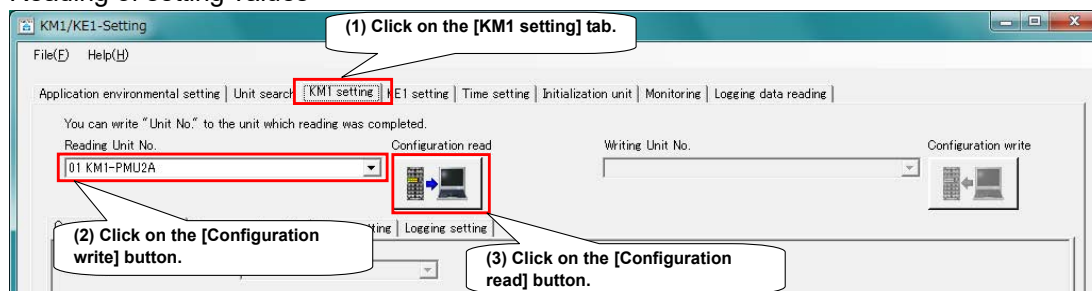 Reading of setting values
KM1/KE1-Setting
(1) Click on the [KM1 setting] tab.
File(F) Help(H)
Application environmental setting Unit search KM1 setting KE1 setting Time setting Initialization unit Monitoring Logging data reading
You can write "Unit No." to the unit which reading was completed.
Reading Unit No. Configuration read Writing Unit No. Configuration write
01 KM1-PMU2A
Logging setting
(2) Click on the [Configuration
write] button.
(3) Click on the [Configuration
read] button.